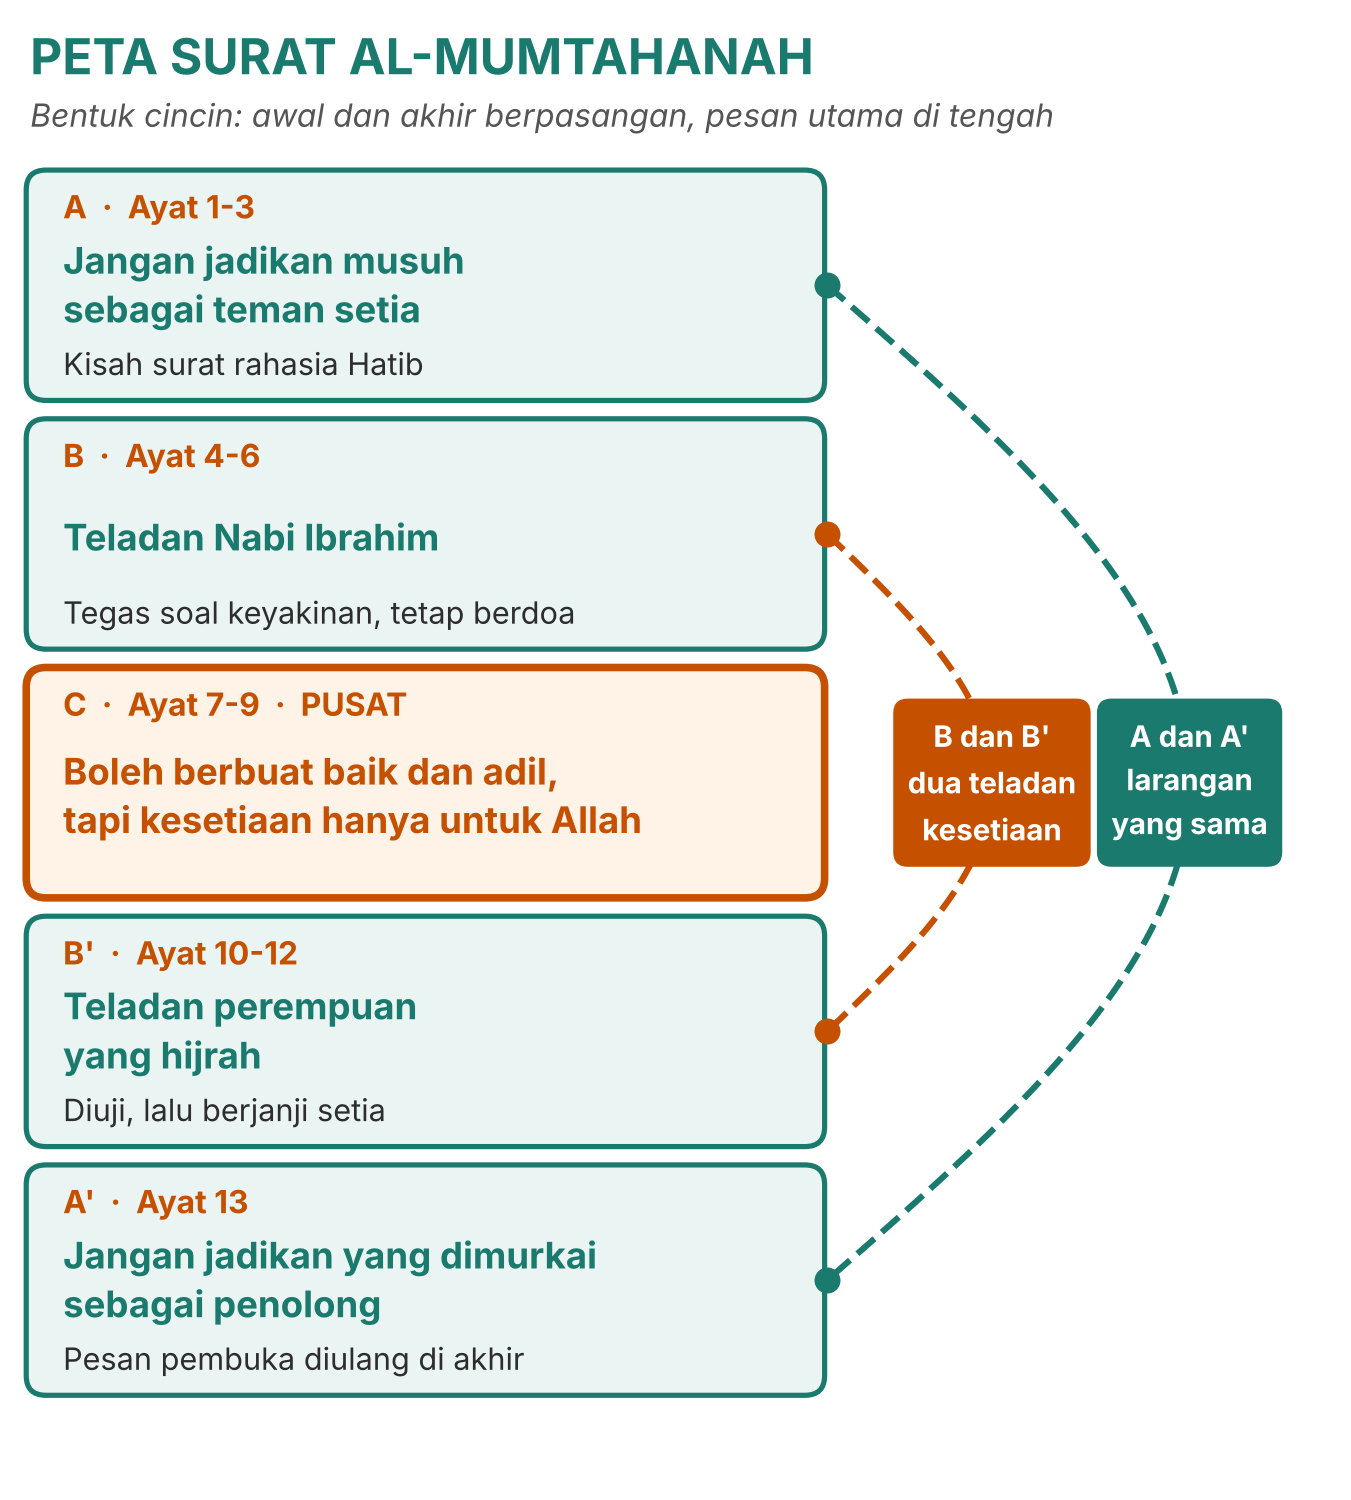 PETA SURAT AL-MUMTAHANAH
Bentuk cincin: awal dan akhir berpasangan, pesan utama di tengah
A · Ayat 1-3
Jangan jadikan musuh
sebagai teman setia
Kisah surat rahasia Hatib
B · Ayat 4-6
Teladan Nabi Ibrahim
Tegas soal keyakinan, tetap berdoa
C · Ayat 7-9 · PUSAT
Boleh berbuat baik dan adil,
tapi kesetiaan hanya untuk Allah
B dan B'
dua teladan
kesetiaan
A dan A'
larangan
yang sama
B' · Ayat 10-12
Teladan perempuan
yang hijrah
Diuji, lalu berjanji setia
A' · Ayat 13
Jangan jadikan yang dimurkai
sebagai penolong
Pesan pembuka diulang di akhir